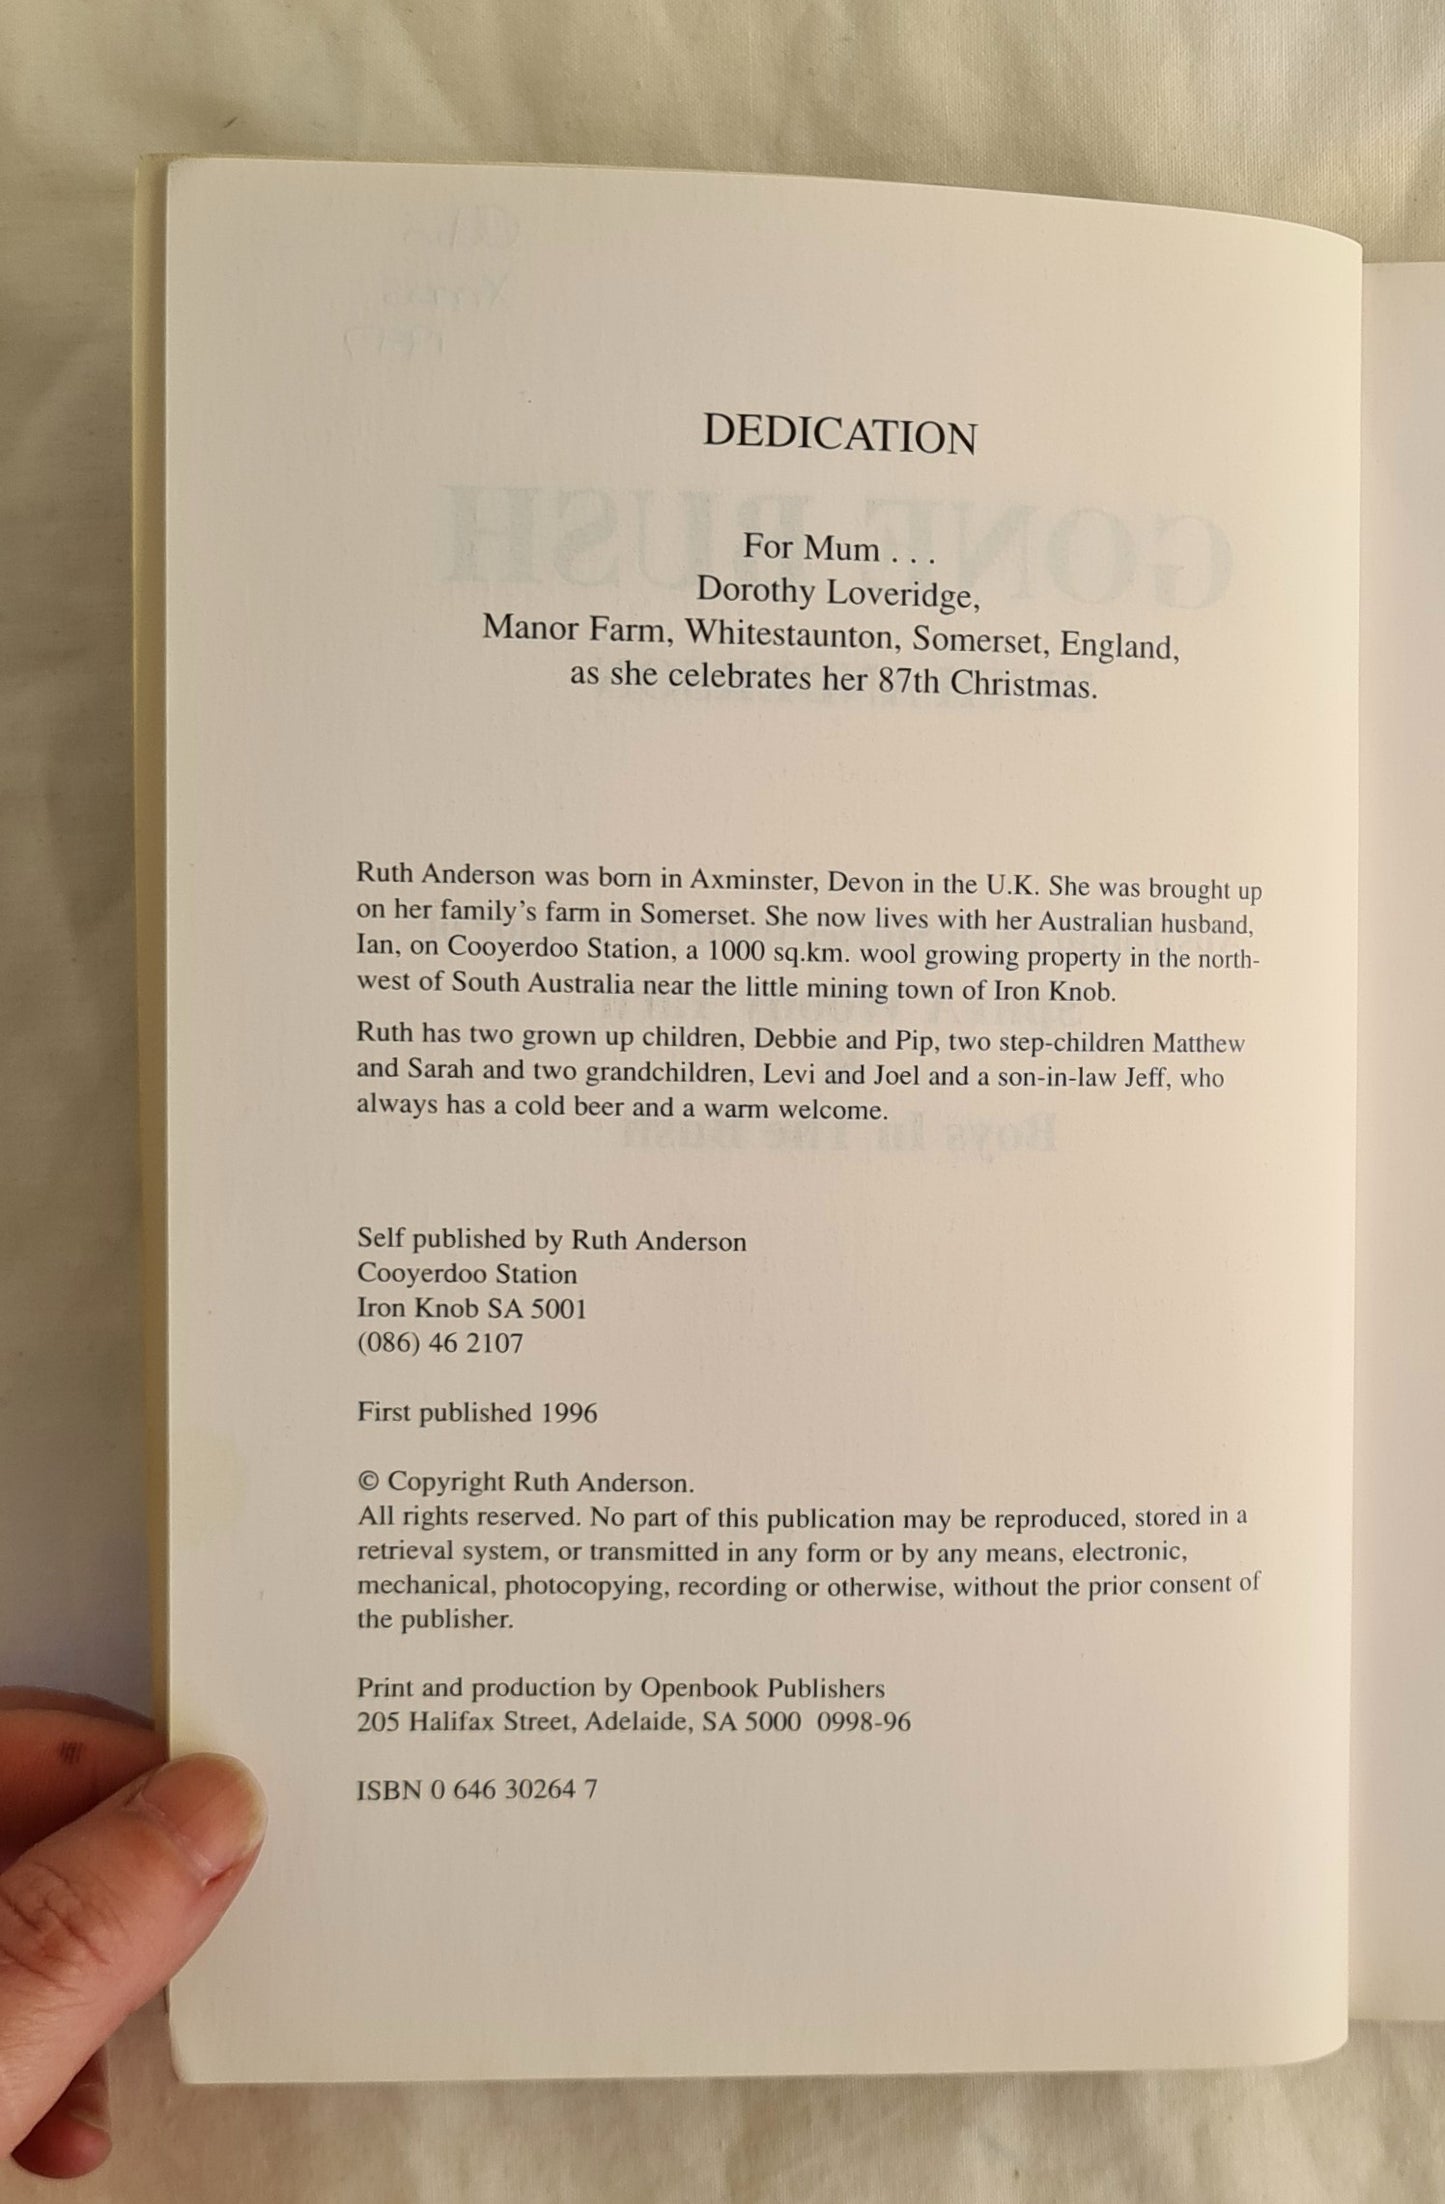 DEDICATION
For Mum . . .
Dorothy Loveridge,
Manor Farm, Whitestaunton, Somerset, England,
as she celebrates her 87th Christmas.
Ruth Anderson was born in Axminster, Devon in the U.K. She was brought up
on her family's farm in Somerset. She now lives with her Australian husband,
Ian, on Cooyerdoo Station, a 1000 sq.km. wool growing property in the north-
west of South Australia near the little mining town of Iron Knob.
Ruth has two grown up children, Debbie and Pip, two step-children Matthew
and Sarah and two grandchildren, Levi and Joel and a son-in-law Jeff, who
always has a cold beer and a warm welcome.
Self published by Ruth Anderson
Cooyerdoo Station
Iron Knob SA 5001
(086) 46 2107
First published 1996
© Copyright Ruth Anderson.
All rights reserved. No part of this publication may be reproduced, stored in a
retrieval system, or transmitted in any form or by any means, electronic,
mechanical, photocopying, recording or otherwise, without the prior consent of
the publisher.
Print and production by Openbook Publishers
205 Halifax Street, Adelaide, SA 5000  0998-96
ISBN 0 646 30264 7